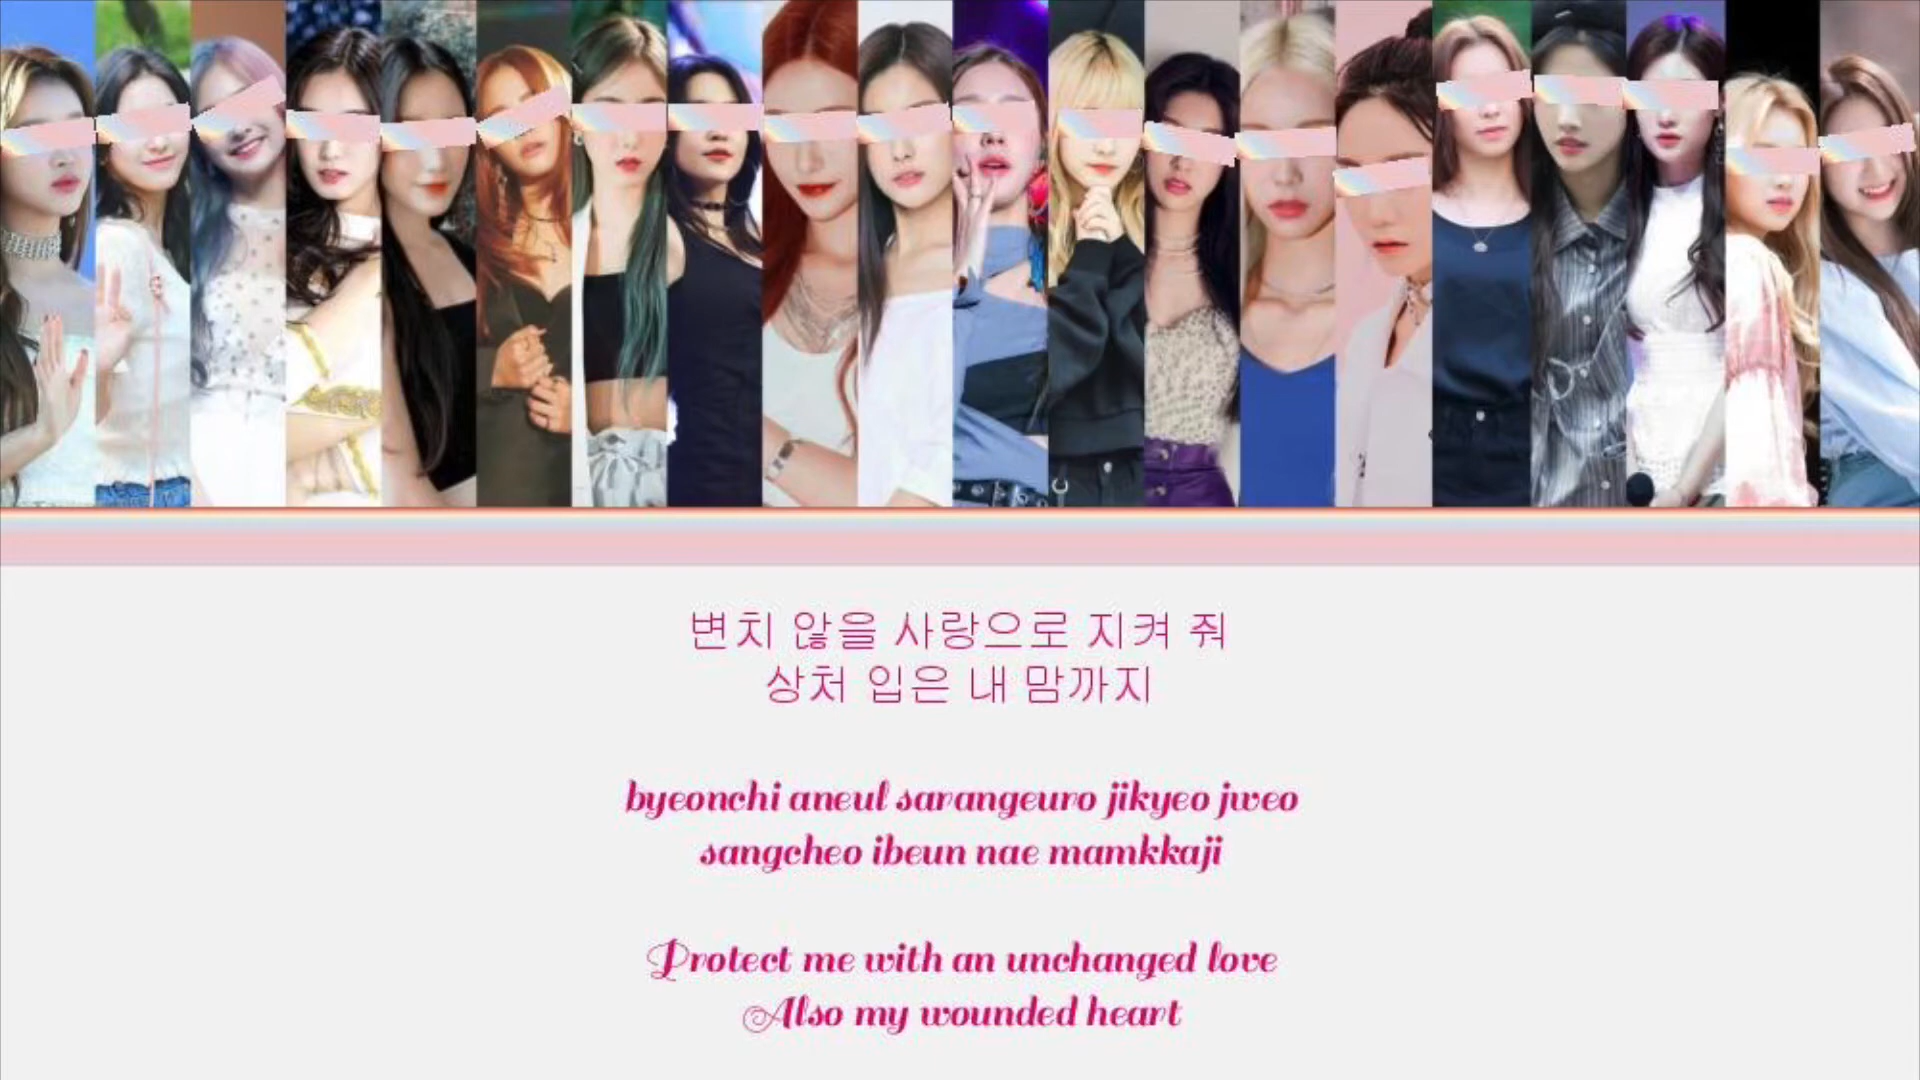 변치 않을 사랑으로 지켜 줘
상처 입은 내 맘까지
byeonchi aneul sarangeuro jikyeo jweo
sangcheo ibeun nae mamkkaji
Protect me with an unchanged love
Also my wounded heart